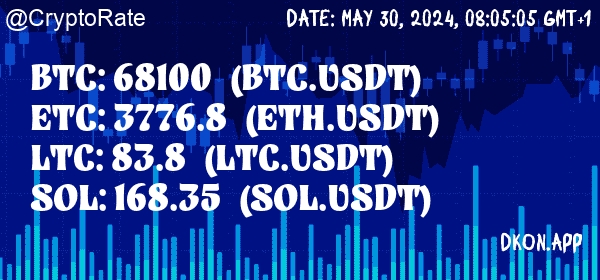 @CryptoRate
DATE: MAY 30, 2024, 08:05:05 GMT+1
BTC: 68100 (BTC.USDT)
ETC: 3776.8 (ETH.USDT)
LTC: 83.8 (LTC.USDT)
SOL: 168.35 (SOL.USDT)
DKON.APP